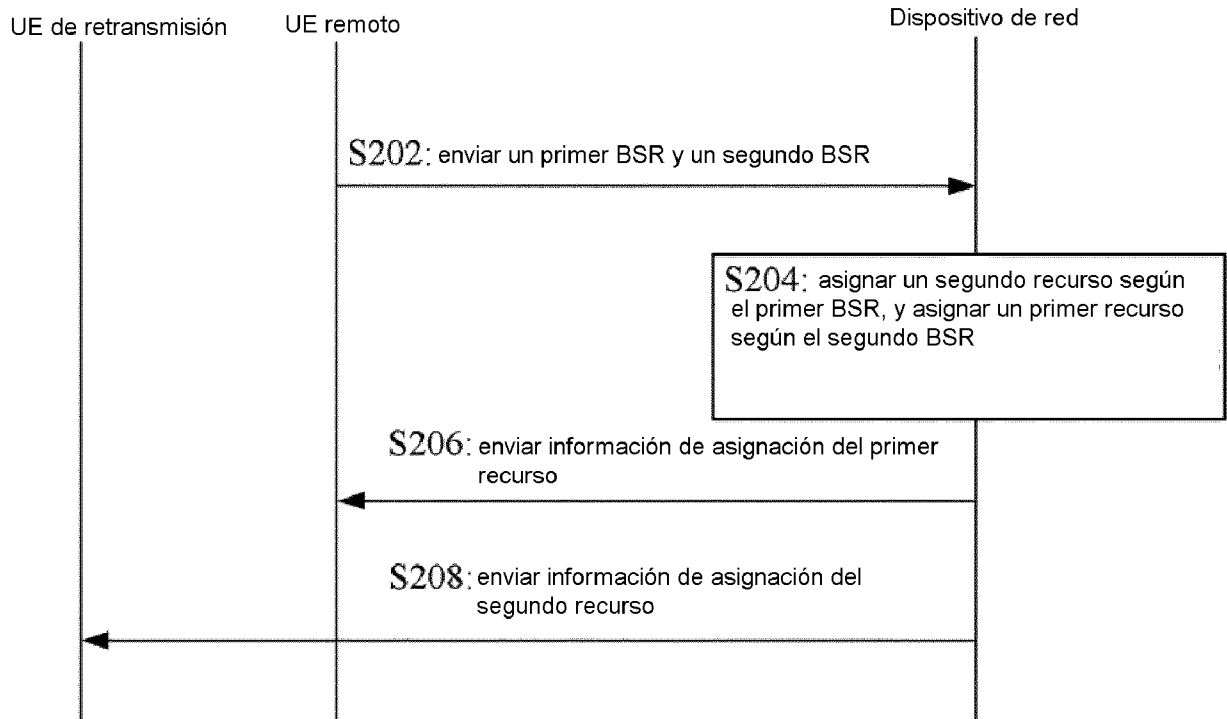 UE de retransmisión
UE remoto
Dispositivo de red
S202: enviar un primer BSR y un segundo BSR
S204: asignar un segundo recurso según
el primer BSR, y asignar un primer recurso
según el segundo BSR
S206: enviar información de asignación del primer
recurso
S208: enviar información de asignación del
segundo recurso